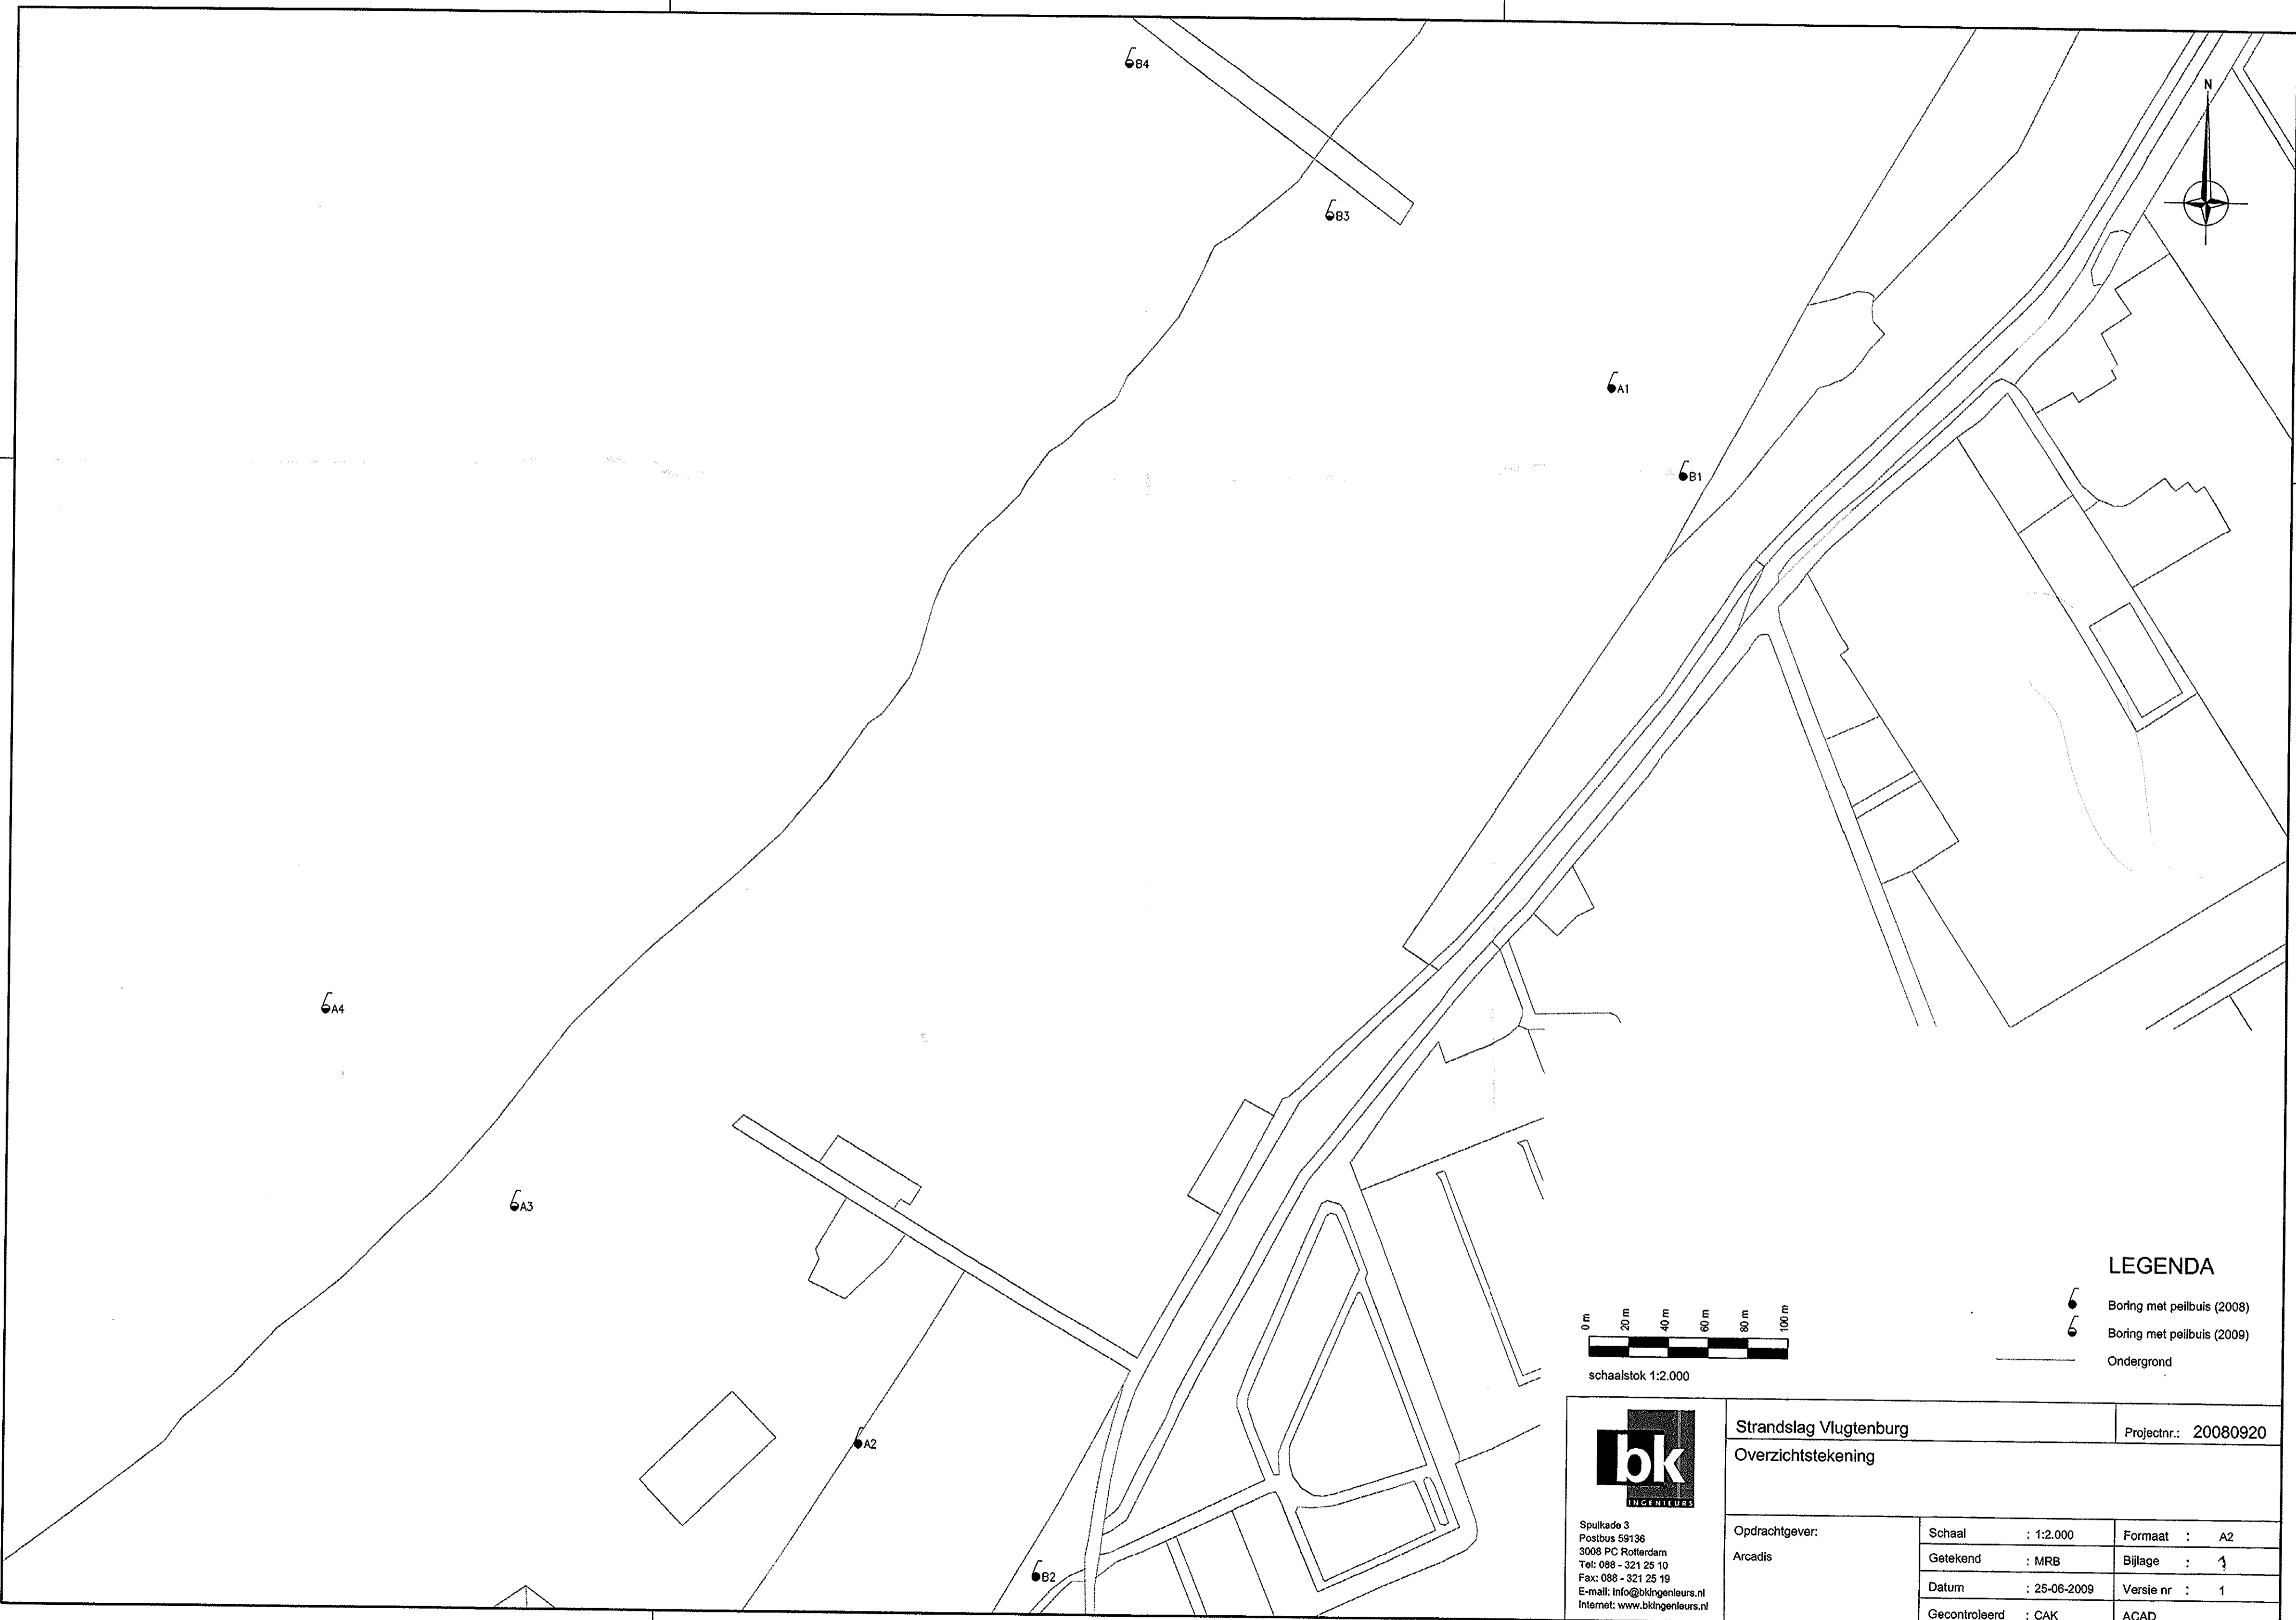 B4
N
B3
A1
B1
A4
A3
A2
B2
LEGENDA
Boring met peilbuis (2008)
Boring met peilbuis (2009)
Ondergrond
0 m 20 m 40 m 60 m 80 m 100 m
schaalstok 1:2.000
bk
INGENIEURS
Spuikade 3
Postbus 59136
3008 PC Rotterdam
Tel: 088 - 321 25 10
Fax: 088 - 321 25 19
E-mail: info@bkingenieurs.nl
Internet: www.bkingenieurs.nl
Strandslag Vlugtenburg
Projectnr.: 20080920
Overzichtstekening
Opdrachtgever:
Arcadis
Schaal : 1:2.000
Formaat : A2
Getekend : MRB
Bijlage :
Datum : 25-06-2009
Versie nr : 1
Gecontroleerd : CAK
ACAD